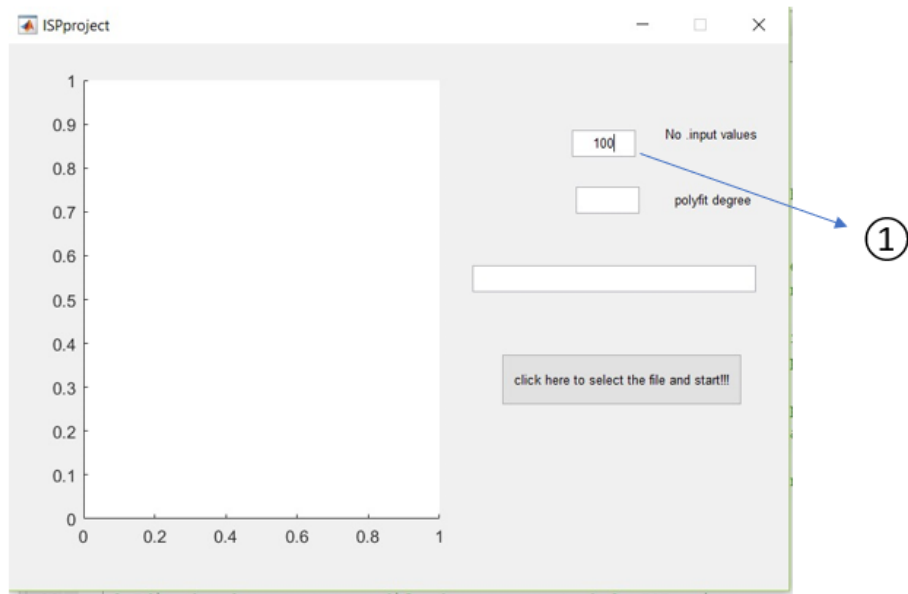 ISPproject
1
0.9
0.8
0.7
0.6
0.5
0.4
0.3
0.2
0.1
0
0 0.2 0.4 0.6 0.8 1
100 No .input values
polyfit degree
click here to select the file and start!!!
①